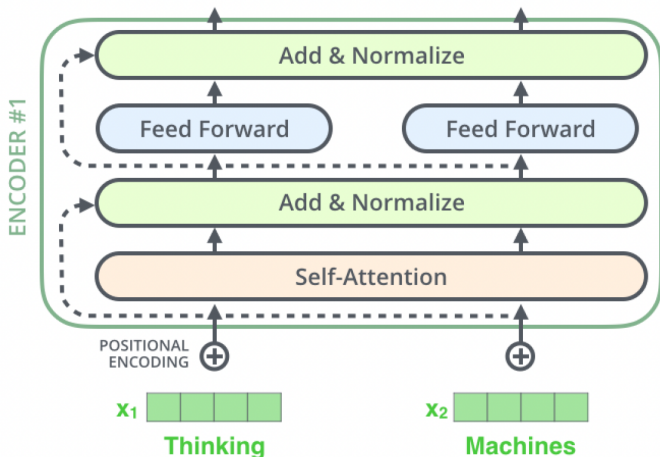 ENCODER #1
Add & Normalize
Feed Forward Feed Forward
Add & Normalize
Self-Attention
POSITIONAL
ENCODING
x₁ x₂
Thinking Machines